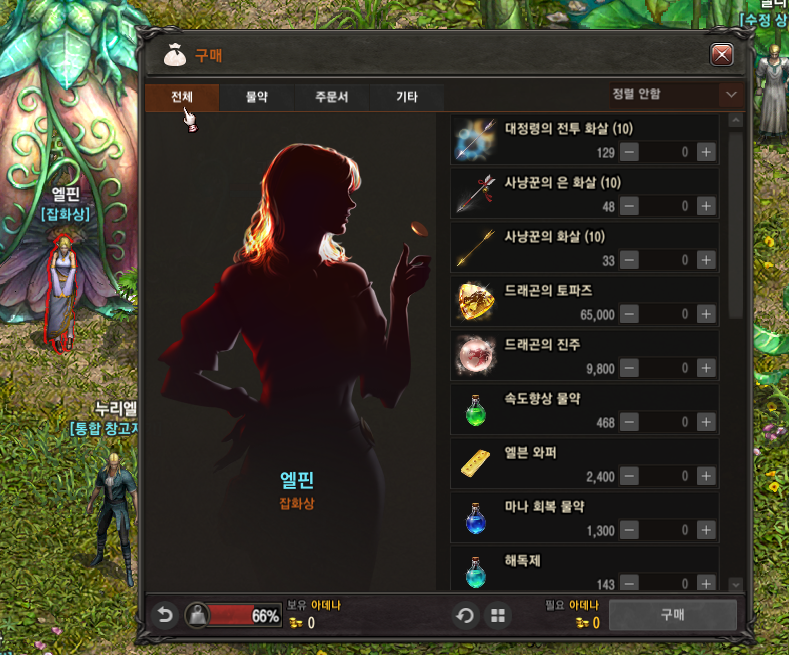 [수정 상
구매
전체
물약
주문서
기타
정렬 안함
엘핀
[잡화상]
대정령의 전투 화살 (10)
129
0
사냥꾼의 은 화살 (10)
48
0
사냥꾼의 화살 (10)
33
0
드래곤의 토파즈
65,000
0
드래곤의 진주
9,800
0
속도향상 물약
468
0
엘븐 와퍼
2,400
0
마나 회복 물약
1,300
0
해독제
143
0
누리엘
[통합 창고지
엘핀
잡화상
66%
보유 아데나
0
필요 아데나
0
구매